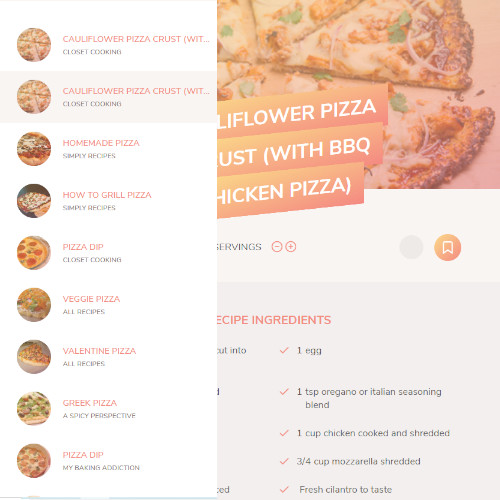 CAULIFLOWER PIZZA CRUST (WIT...
CLOSET COOKING
CAULIFLOWER PIZZA CRUST (WIT...
CLOSET COOKING
HOMEMADE PIZZA
SIMPLY RECIPES
HOW TO GRILL PIZZA
SIMPLY RECIPES
PIZZA DIP
CLOSET COOKING
VEGGIE PIZZA
ALL RECIPES
VALENTINE PIZZA
ALL RECIPES
GREEK PIZZA
A SPICY PERSPECTIVE
PIZZA DIP
MY BAKING ADDICTION
LIFLOWER PIZZA
UST (WITH BBQ
HICKEN PIZZA)
SERVINGS
ECIPE INGREDIENTS
cut into
1 egg
1 tsp oregano or italian seasoning
blend
1 cup chicken cooked and shredded
3/4 cup mozzarella shredded
Fresh cilantro to taste